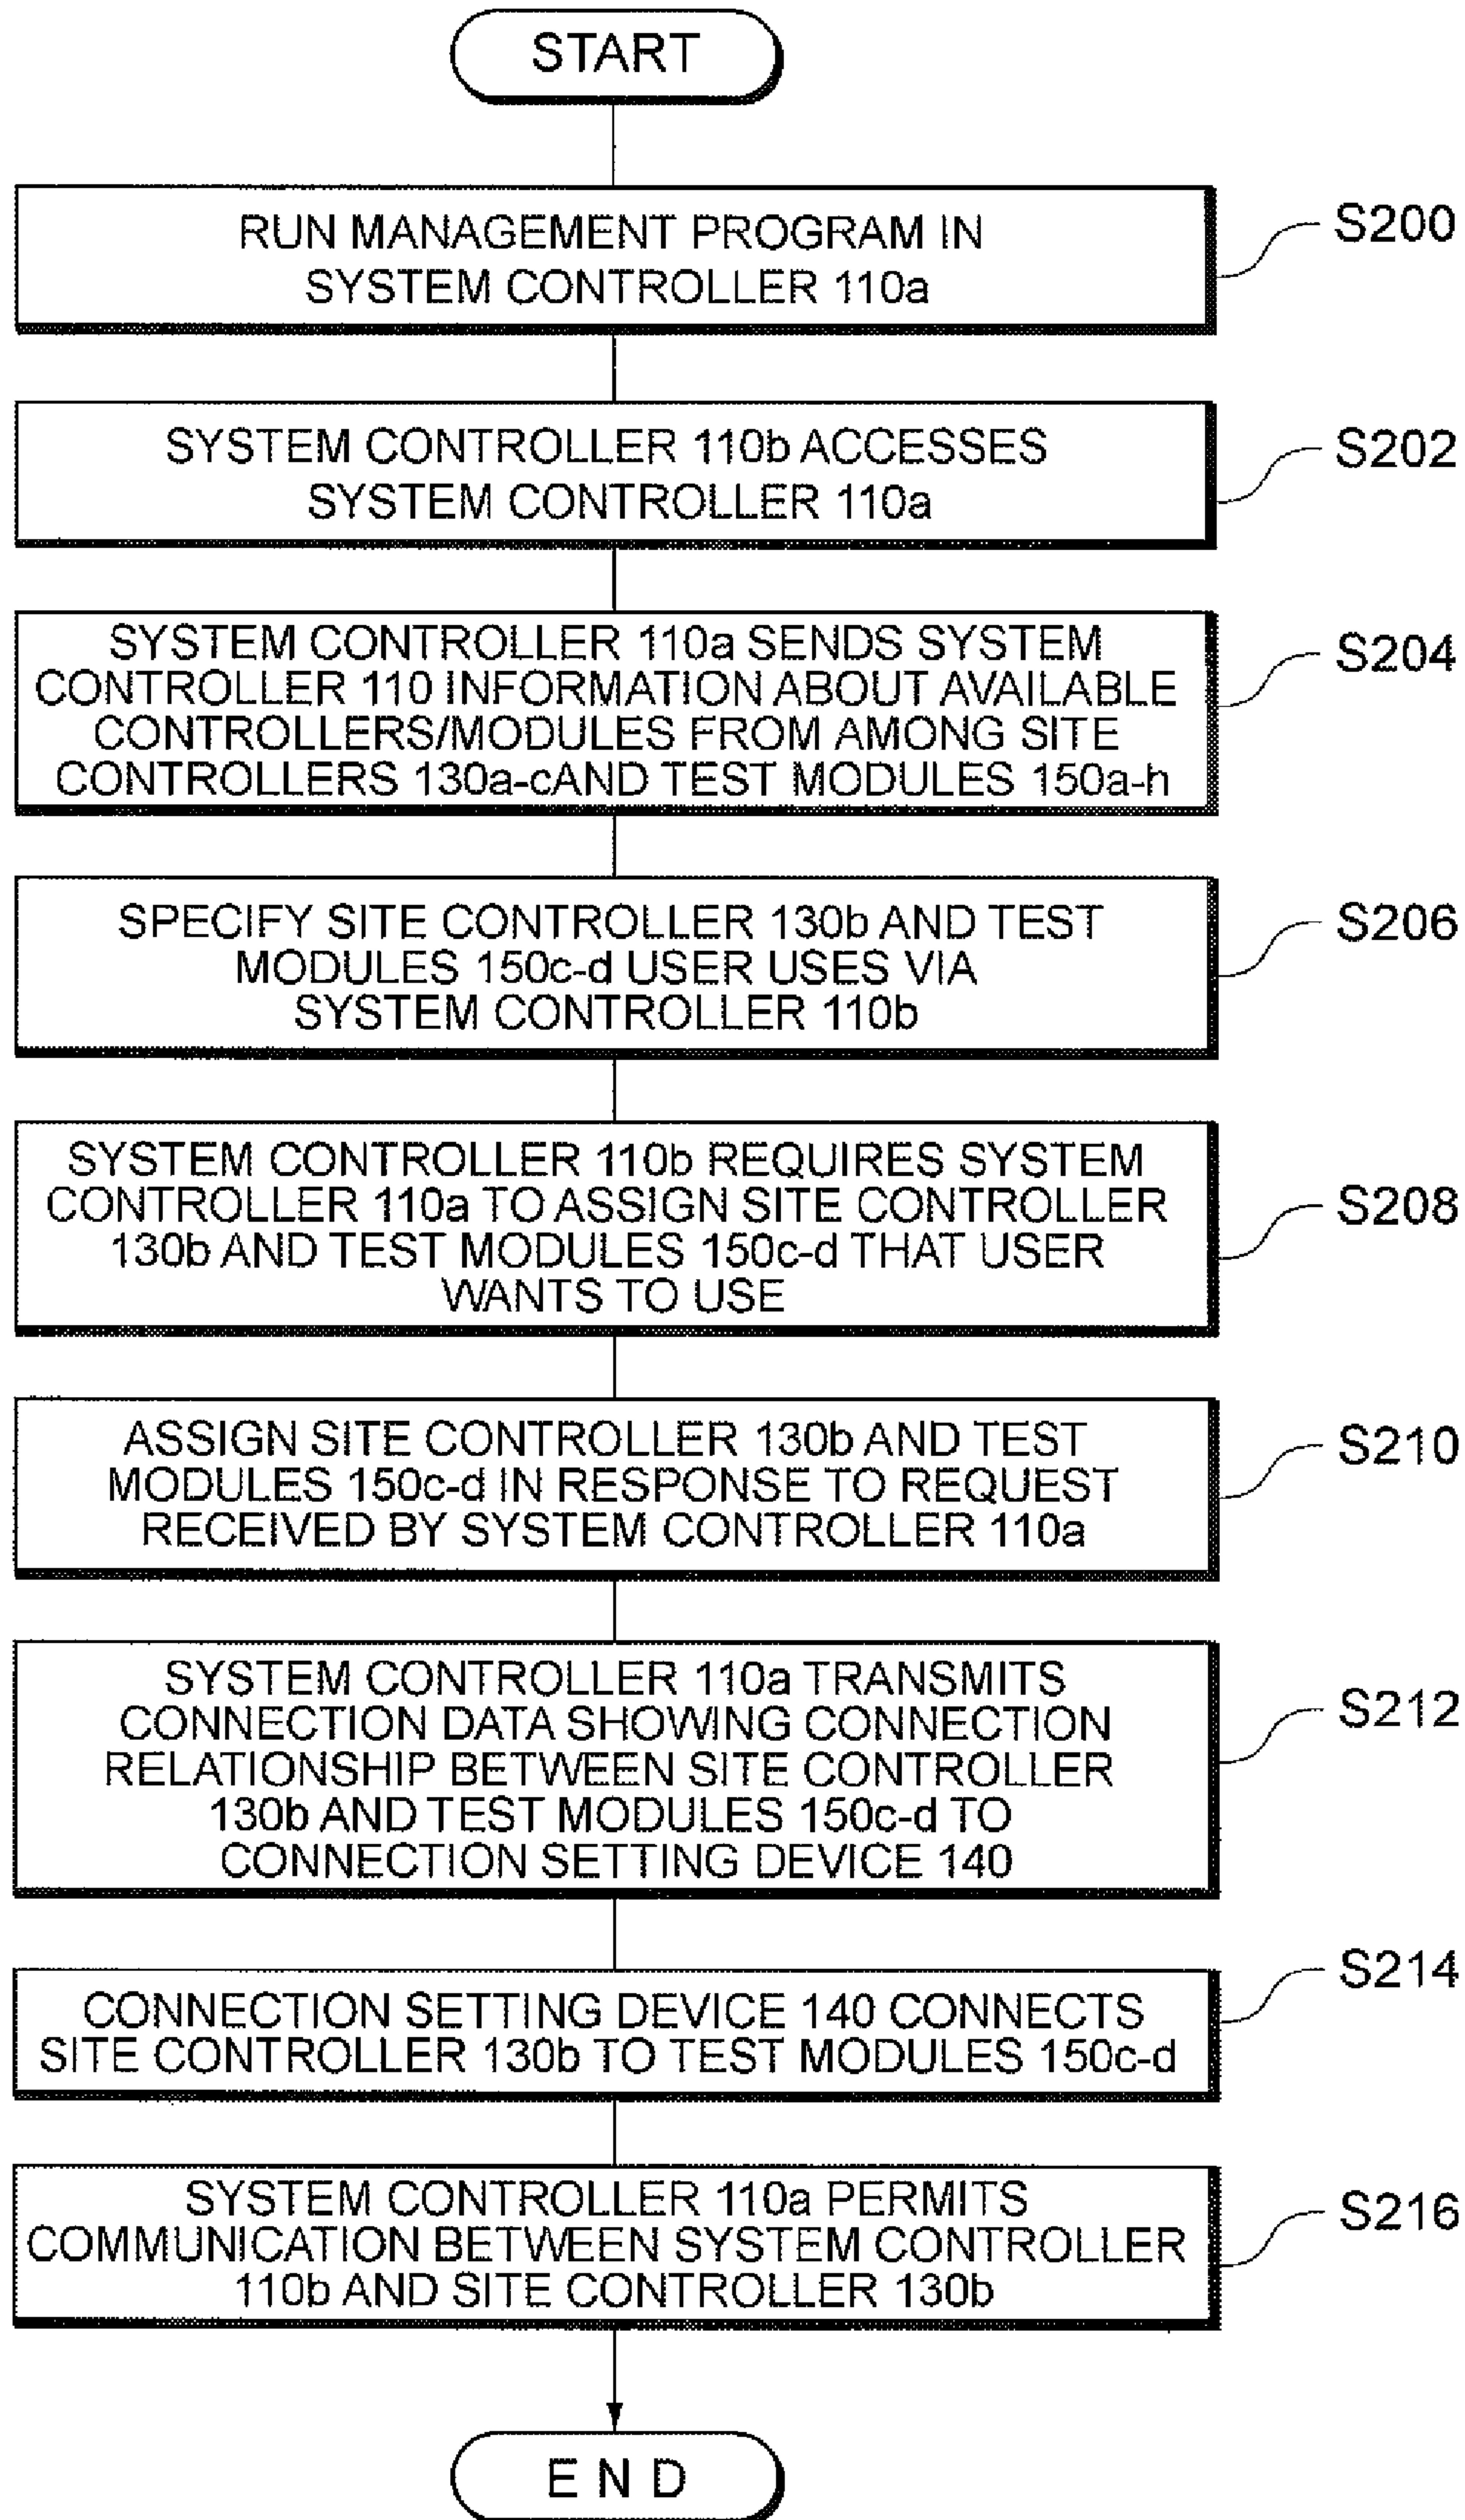 START
RUN MANAGEMENT PROGRAM IN
SYSTEM CONTROLLER 110a
S200
SYSTEM CONTROLLER 110b ACCESSES
SYSTEM CONTROLLER 110a
S202
SYSTEM CONTROLLER 110a SENDS SYSTEM
CONTROLLER 110 INFORMATION ABOUT AVAILABLE
CONTROLLERS/MODULES FROM AMONG SITE
CONTROLLERS 130a-cAND TEST MODULES 150a-h
S204
SPECIFY SITE CONTROLLER 130b AND TEST
MODULES 150c-d USER USES VIA
SYSTEM CONTROLLER 110b
S206
SYSTEM CONTROLLER 110b REQUIRES SYSTEM
CONTROLLER 110a TO ASSIGN SITE CONTROLLER
130b AND TEST MODULES 150c-d THAT USER
WANTS TO USE
S208
ASSIGN SITE CONTROLLER 130b AND TEST
MODULES 150c-d IN RESPONSE TO REQUEST
RECEIVED BY SYSTEM CONTROLLER 110a
S210
SYSTEM CONTROLLER 110a TRANSMITS
CONNECTION DATA SHOWING CONNECTION
RELATIONSHIP BETWEEN SITE CONTROLLER
130b AND TEST MODULES 150c-d TO
CONNECTION SETTING DEVICE 140
S212
CONNECTION SETTING DEVICE 140 CONNECTS
SITE CONTROLLER 130b TO TEST MODULES 150c-d
S214
SYSTEM CONTROLLER 110a PERMITS
COMMUNICATION BETWEEN SYSTEM CONTROLLER
110b AND SITE CONTROLLER 130b
S216
E N D